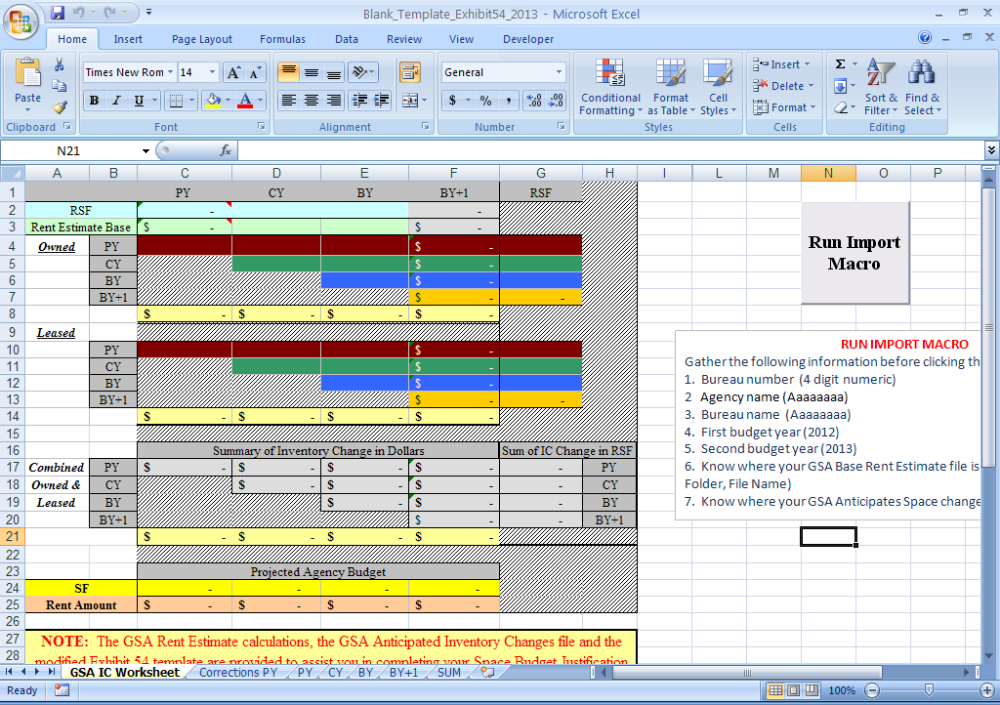 Blank_Template_Exhibit54_2013 - Microsoft Excel
Home Insert Page Layout Formulas Data Review View Developer
Paste
Times New Rom 14
General
Conditional Formatting
Format as Table
Cell Styles
Insert
Delete
Format
Sort & Filter
Find & Select
Clipboard Font Alignment Number Styles Cells Editing
N21 fx
A B C D E F G H I L M N O P
1 PY CY BY BY+1 RSF
2 RSF - -
3 Rent Estimate Base $ - $ -
4 Owned PY $ -
5 CY $ -
6 BY $ -
7 BY+1 $ - -
8 $ - $ - $ - $ -
9 Leased
10 PY $ -
11 CY $ -
12 BY $ -
13 BY+1 $ - -
14 $ - $ - $ - $ -
15
16 Summary of Inventory Change in Dollars Sum of IC Change in RSF
17 Combined PY $ - $ - $ - $ - - PY
18 Owned & CY $ - $ - $ - - CY
19 Leased BY $ - $ - - BY
20 BY+1 $ - - BY+1
21 $ - $ - $ - $ -
22
23 Projected Agency Budget
24 SF - - - -
25 Rent Amount $ - $ - $ - $ -
26
27 NOTE: The GSA Rent Estimate calculations, the GSA Anticipated Inventory Changes file and the
28 modified Exhibit 54 template are provided to assist you in completing your Space Budget Justification
Run Import
Macro
RUN IMPORT MACRO
Gather the following information before clicking th
1. Bureau number (4 digit numeric)
2 Agency name (Aaaaaaaa)
3. Bureau name (Aaaaaaa)
4. First budget year (2012)
5. Second budget year (2013)
6. Know where your GSA Base Rent Estimate file is
Folder, File Name)
7. Know where your GSA Anticipates Space change
GSA IC Worksheet Corrections PY PY CY BY BY+1 SUM
Ready 100%